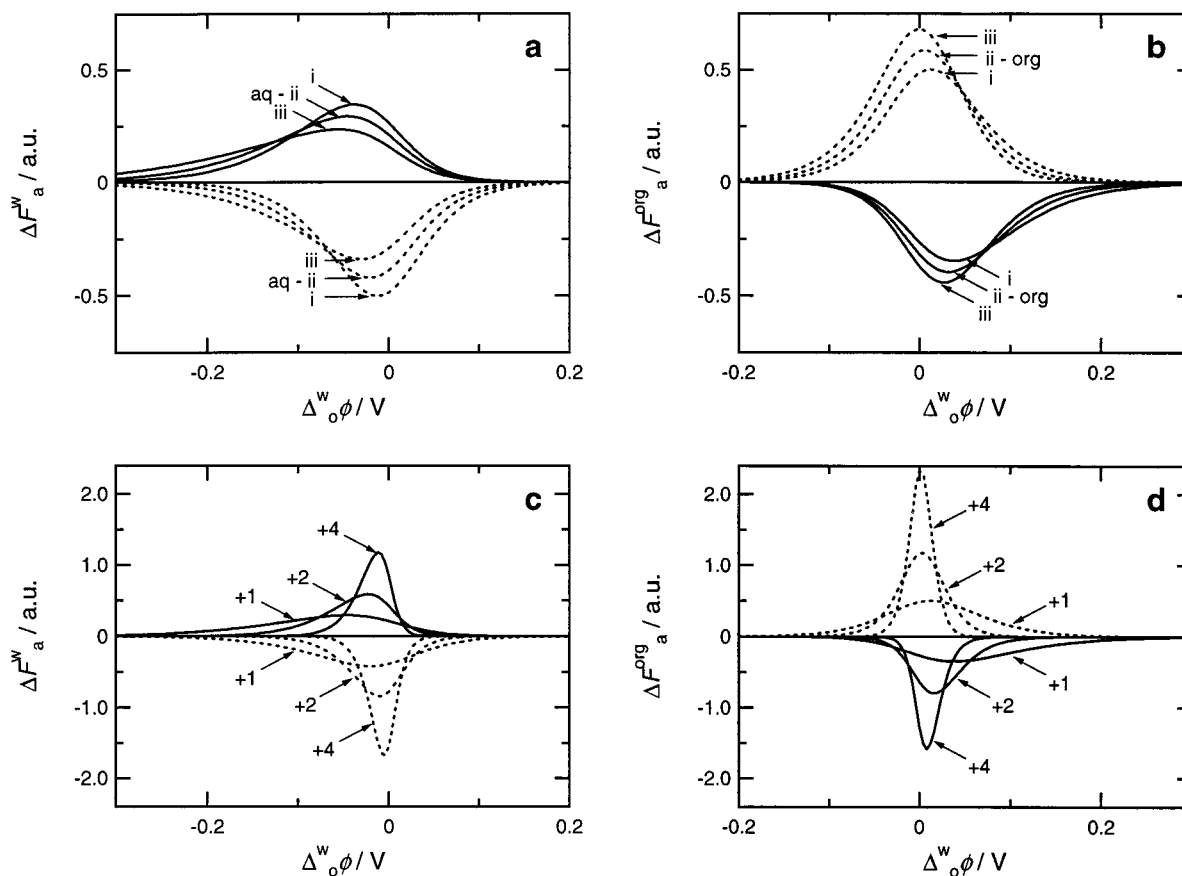 a
ΔF^w_a / a.u.
0.5
0
-0.5
i
aq - ii
iii
iii
aq - ii
i
-0.2 0 0.2
Δ^w_oϕ / V
b
ΔF^org_a / a.u.
0.5
0
-0.5
iii
ii - org
i
i
ii - org
iii
-0.2 0 0.2
Δ^w_oϕ / V
c
ΔF^w_a / a.u.
2.0
1.0
0
-1.0
-2.0
+4
+2
+1
+1
+2
+4
-0.2 0 0.2
Δ^w_oϕ / V
d
ΔF^org_a / a.u.
2.0
1.0
0
-1.0
-2.0
+4
+2
+1
+1
+2
+4
-0.2 0 0.2
Δ^w_oϕ / V